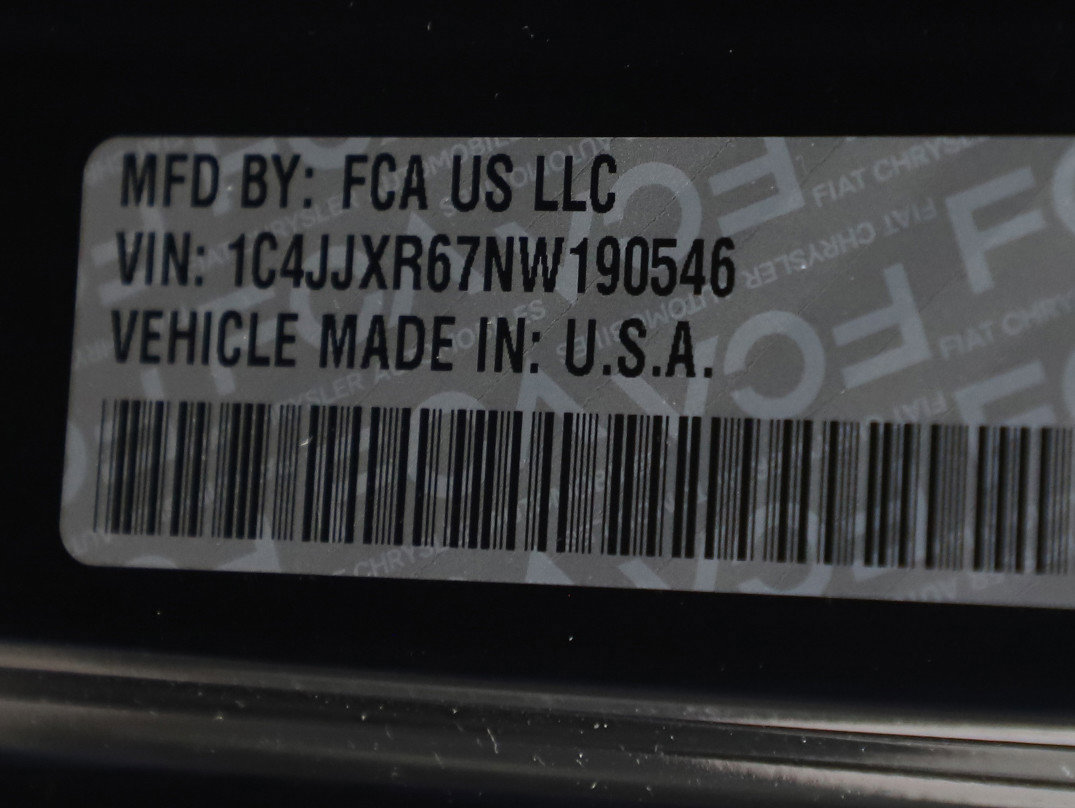 MFD BY: FCA US LLC
VIN: 1C4JJXR67NW190546
VEHICLE MADE IN: U.S.A.